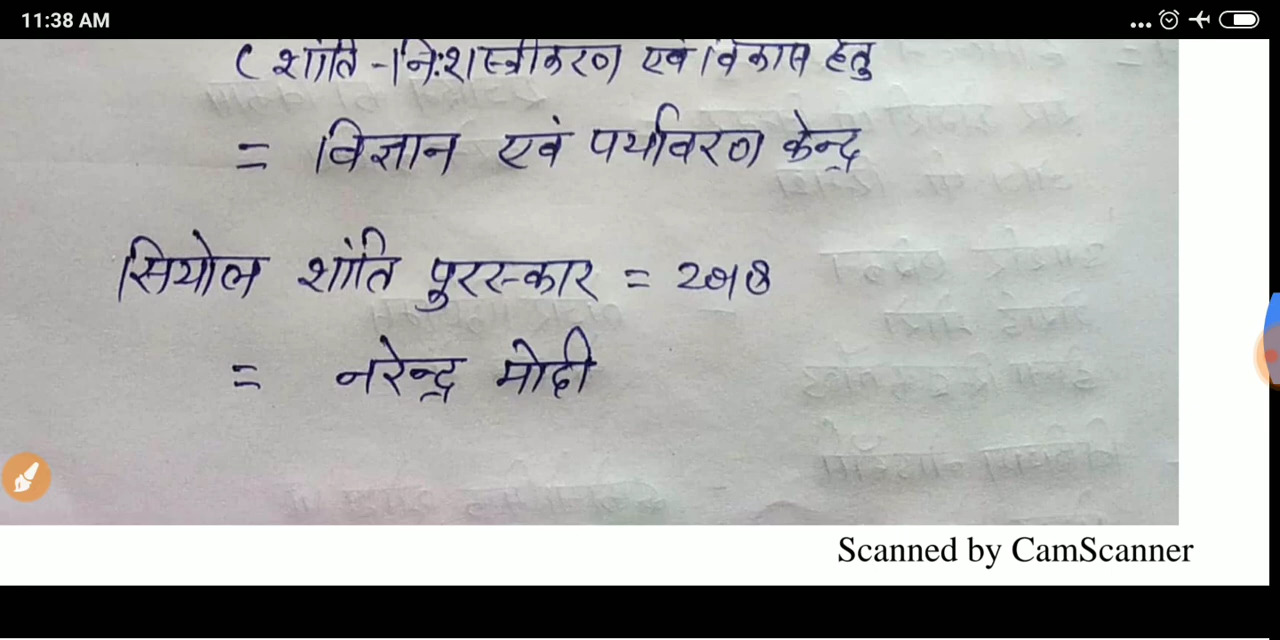 11:38 AM
( शांति - नि:शस्त्रीकरण एवं विकास हेतु
= विज्ञान एवं पर्यावरण केन्द्र
सियोल शांति पुरस्कार = 2018
= नरेन्द्र मोदी
Scanned by CamScanner